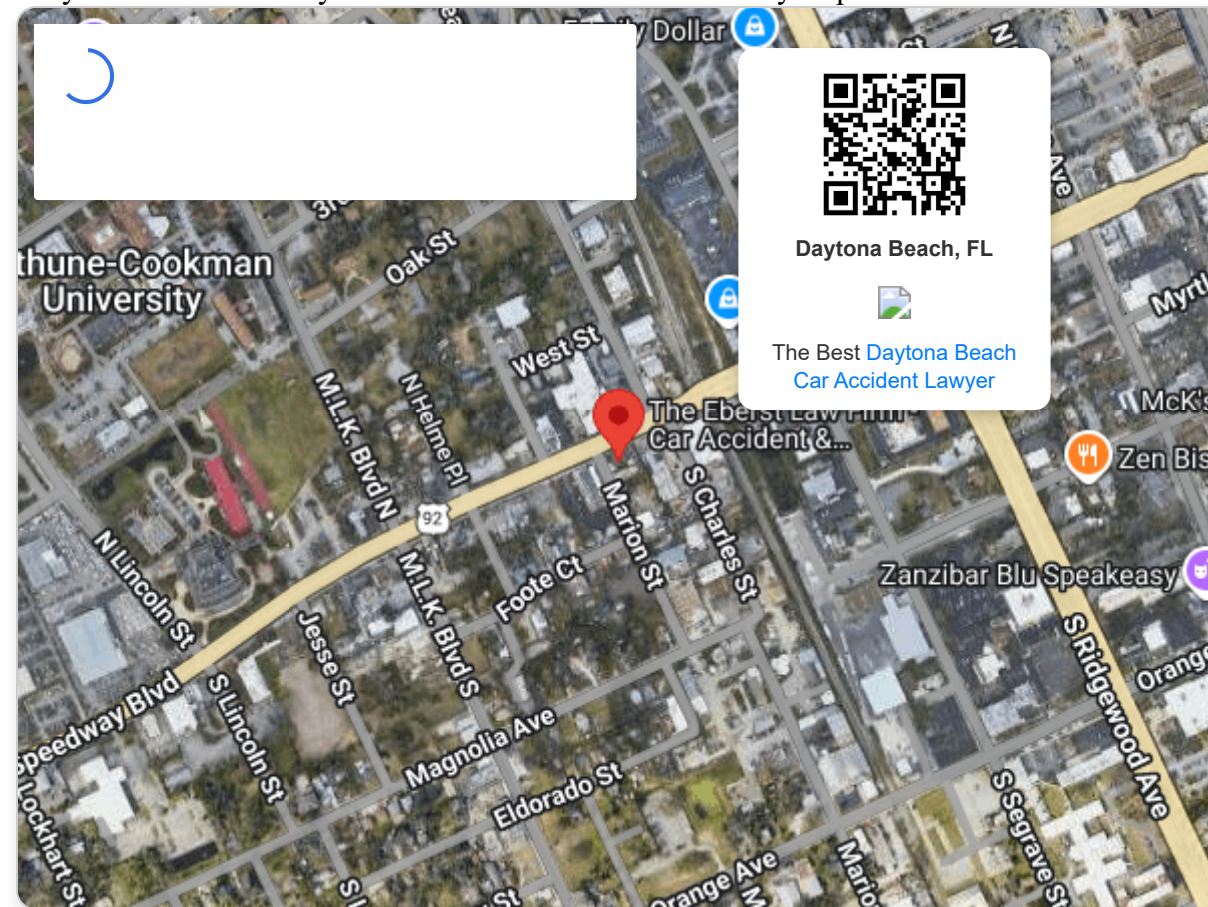 Dollar
Oak St
thune-Cookman
University
Daytona Beach, FL
The Best Daytona Beach
Car Accident Lawyer
Ave
West St
M.L.K. Blvd N
N Helme Pl
The Eberst Law Firm
Car Accident &...
McK's
Zen Bis
92
Marion St
S Charles St
N Lincoln St
M.L.K. Blvd S
Foote Ct
Zanzibar Blu Speakeasy
Jesse St
S Ridgewood Ave
Speedway Blvd
S Lincoln St
Magnolia Ave
Orange
Eldorado St
Lockhart St
S Segrave St
Orange Ave
Mario
St